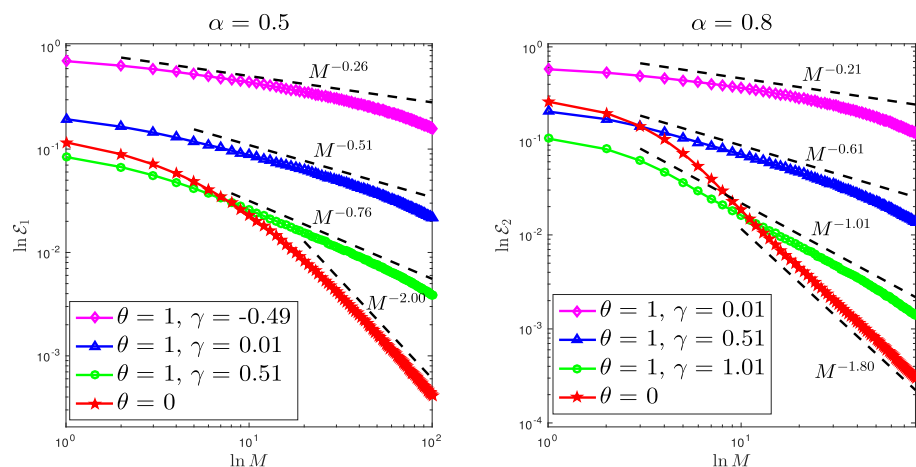 α = 0.5
10^0
10^-1
10^-2
10^-3
ln ℰ_1
M^-0.26
M^-0.51
M^-0.76
M^-2.00
θ = 1, γ = -0.49
θ = 1, γ = 0.01
θ = 1, γ = 0.51
θ = 0
10^0
10^1
10^2
ln M
α = 0.8
10^0
10^-1
10^-2
10^-3
10^-4
ln ℰ_2
M^-0.21
M^-0.61
M^-1.01
M^-1.80
θ = 1, γ = 0.01
θ = 1, γ = 0.51
θ = 1, γ = 1.01
θ = 0
10^0
10^1
ln M